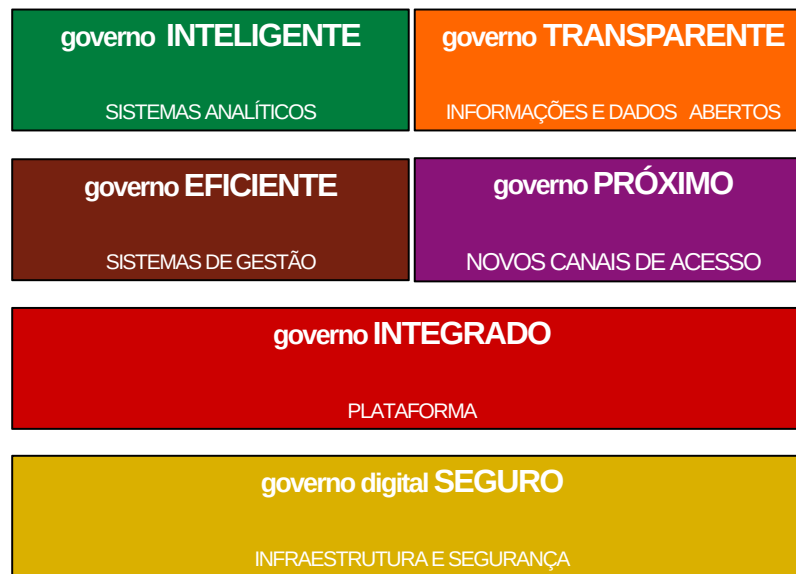 governo INTELIGENTE
SISTEMAS ANALÍTICOS
governo TRANSPARENTE
INFORMAÇÕES E DADOS ABERTOS
governo EFICIENTE
SISTEMAS DE GESTÃO
governo PRÓXIMO
NOVOS CANAIS DE ACESSO
governo INTEGRADO
PLATAFORMA
governo digital SEGURO
INFRAESTRUTURA E SEGURANÇA